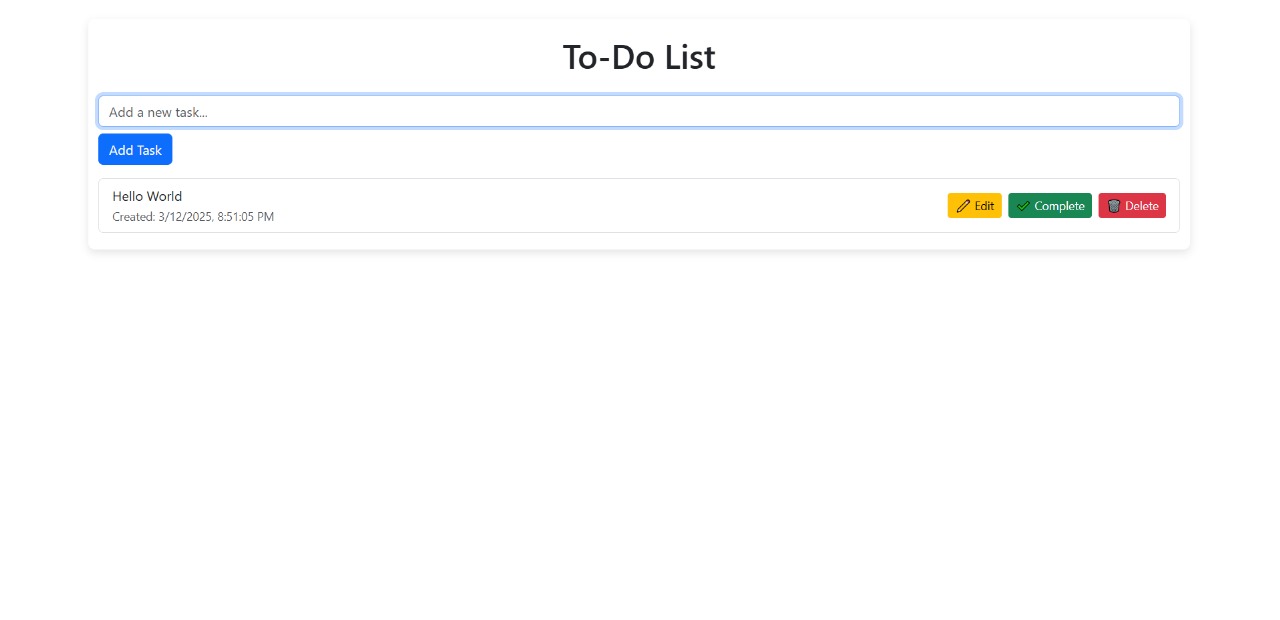 To-Do List
Add a new task...
Add Task
Hello World
Created: 3/12/2025, 8:51:05 PM
Edit Complete Delete